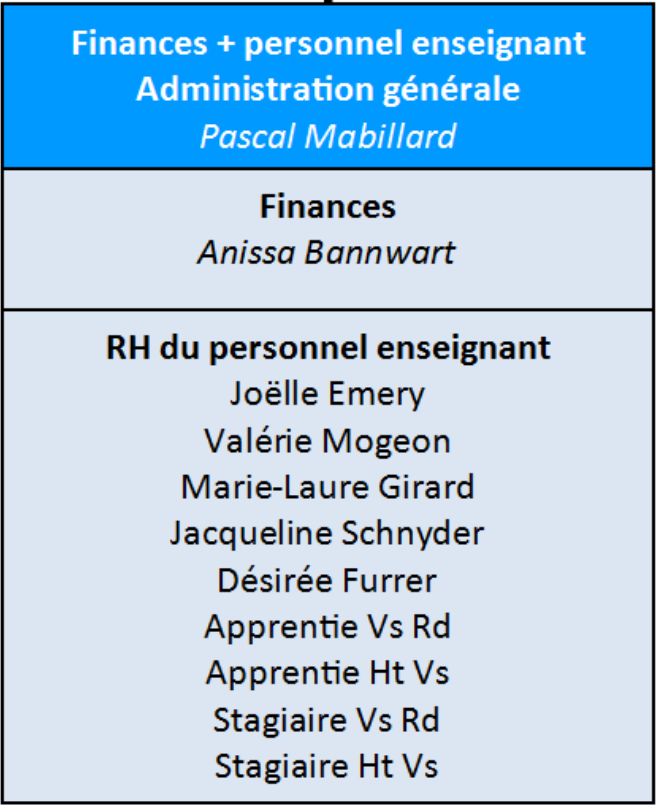 Finances + personnel enseignant
Administration générale
Pascal Mabillard
Finances
Anissa Bannwart
RH du personnel enseignant
Joëlle Emery
Valérie Mogeon
Marie-Laure Girard
Jacqueline Schnyder
Désirée Furrer
Apprentie Vs Rd
Apprentie Ht Vs
Stagiaire Vs Rd
Stagiaire Ht Vs